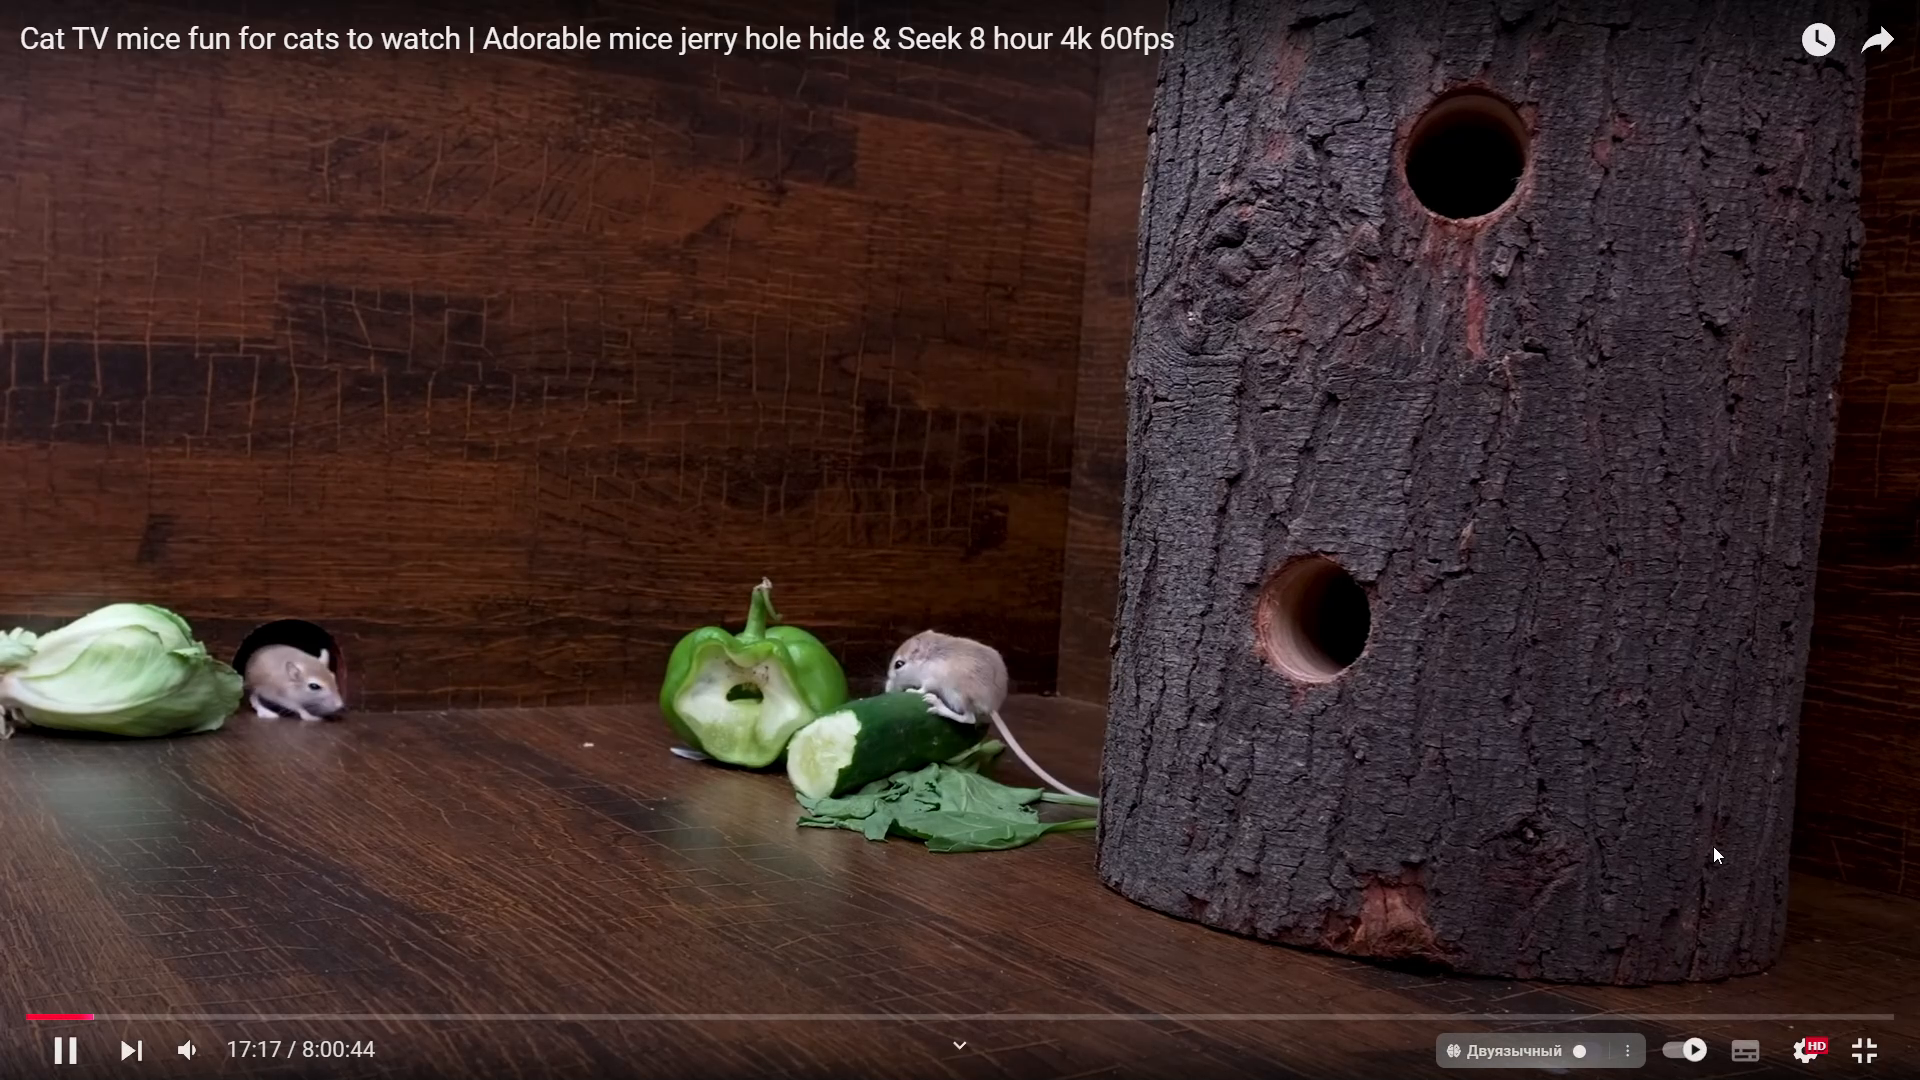 Cat TV mice fun for cats to watch | Adorable mice jerry hole hide & Seek 8 hour 4k 60fps
17:17 / 8:00:44
Двуязычный
HD